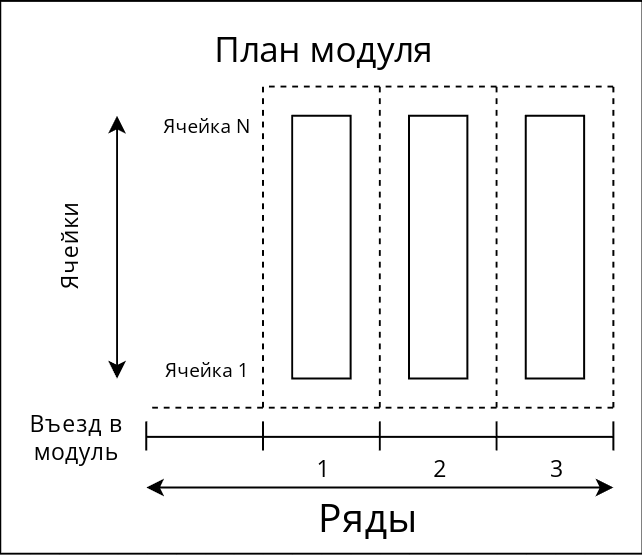 План модуля
Ячейка N
Ячейки
Ячейка 1
Въезд в
модуль
1 2 3
Ряды